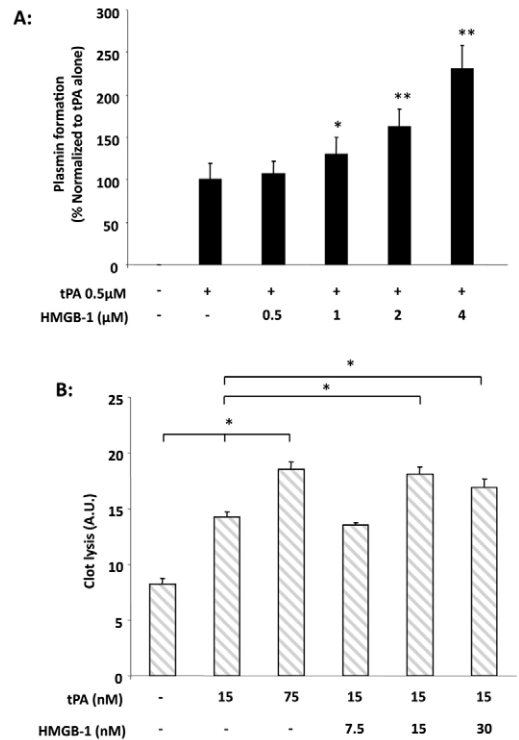 A:
Plasmin formation
(% Normalized to tPA alone)
300
250
200
150
100
50
0
*
**
**
tPA 0.5μM - + + + + +
HMGB-1 (μM) - - 0.5 1 2 4
B:
Clot lysis (A.U.)
25
20
15
10
5
0
*
*
*
tPA (nM) - 15 75 15 15 15
HMGB-1 (nM) - - - 7.5 15 30